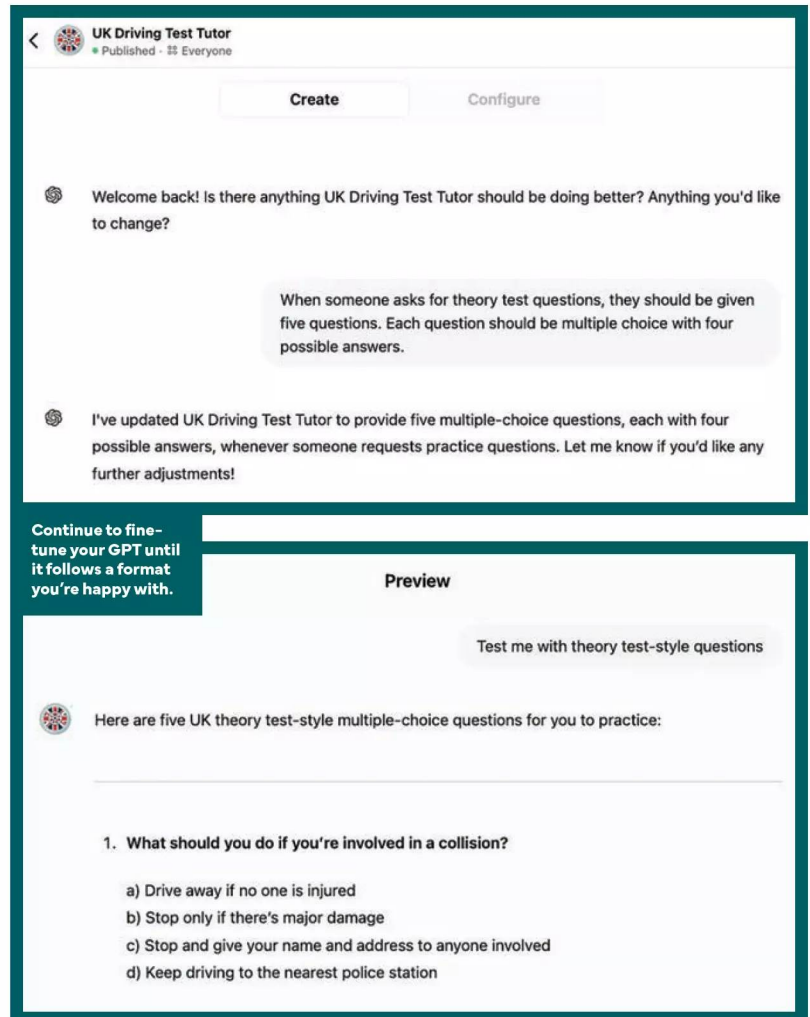 UK Driving Test Tutor
Published · Everyone
Create
Configure
Welcome back! Is there anything UK Driving Test Tutor should be doing better? Anything you'd like
to change?
When someone asks for theory test questions, they should be given
five questions. Each question should be multiple choice with four
possible answers.
I've updated UK Driving Test Tutor to provide five multiple-choice questions, each with four
possible answers, whenever someone requests practice questions. Let me know if you'd like any
further adjustments!
Continue to fine-
tune your GPT until
it follows a format
you're happy with.
Preview
Test me with theory test-style questions
Here are five UK theory test-style multiple-choice questions for you to practice:
1. What should you do if you're involved in a collision?
a) Drive away if no one is injured
b) Stop only if there's major damage
c) Stop and give your name and address to anyone involved
d) Keep driving to the nearest police station